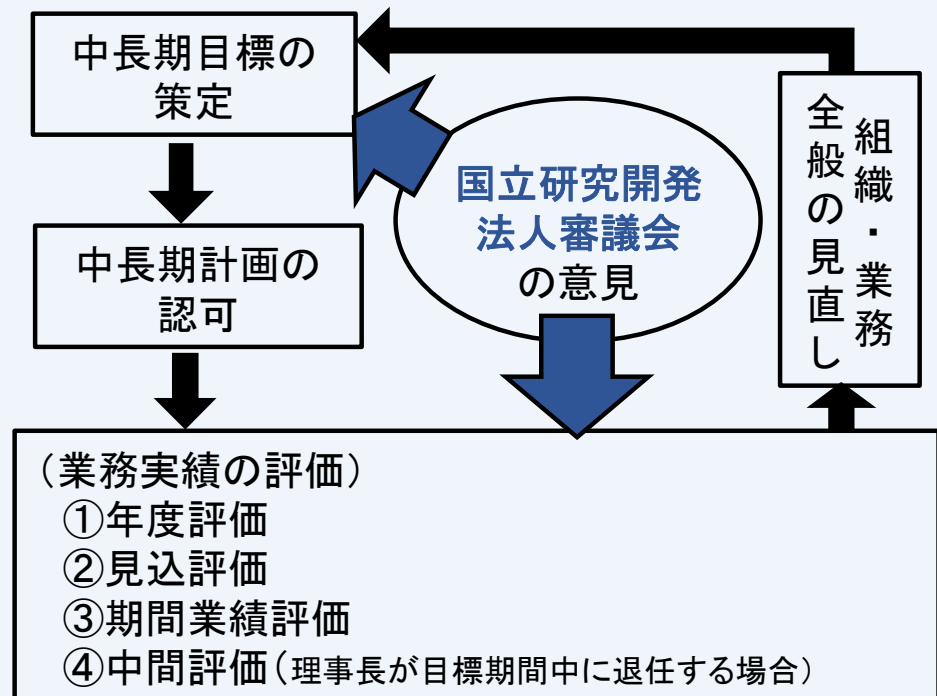 中長期目標の
策定
国立研究開発
法人審議会
の意見
組織・業務
全般の見直し
中長期計画の
認可
（業務実績の評価）
①年度評価
②見込評価
③期間業績評価
④中間評価（理事長が目標期間中に退任する場合）